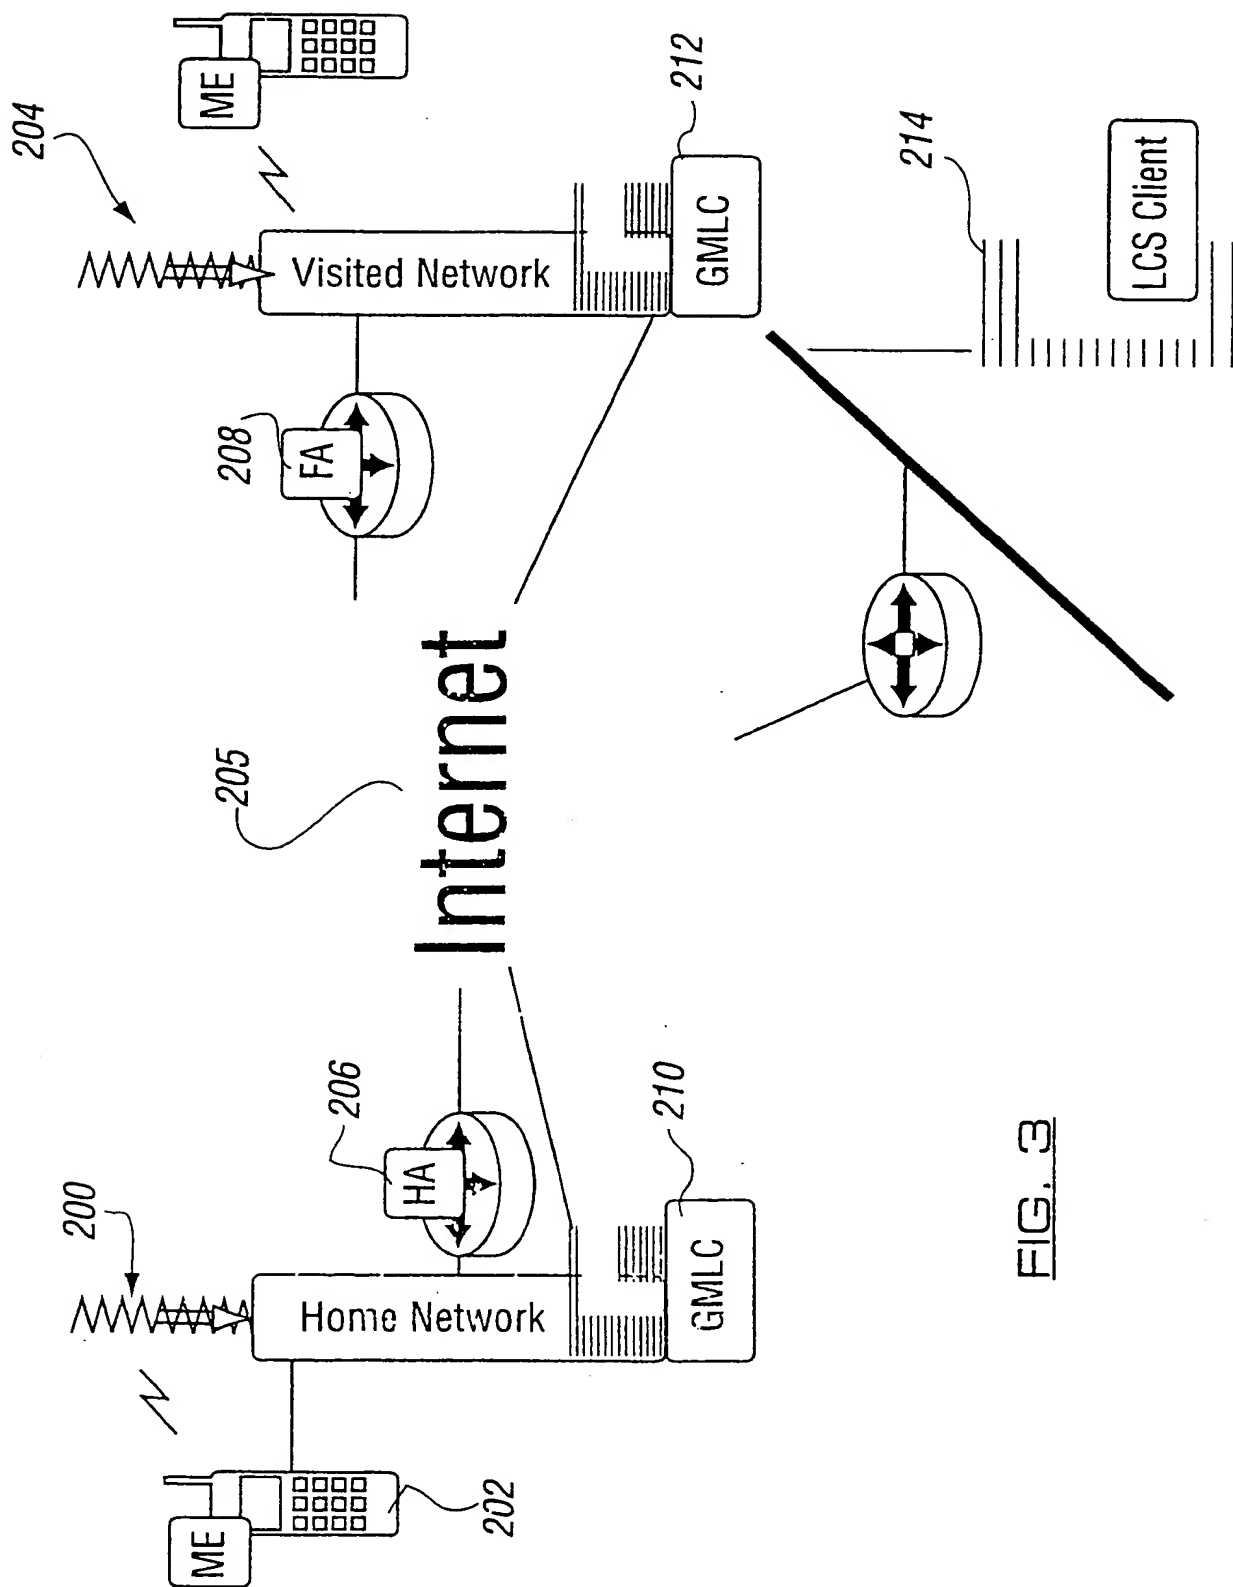 200
204
ME
ME
Home Network
Visited Network
202
206
HA
205
208
FA
Internet
210
GMLC
212
GMLC
214
LCS Client
FIG. 3